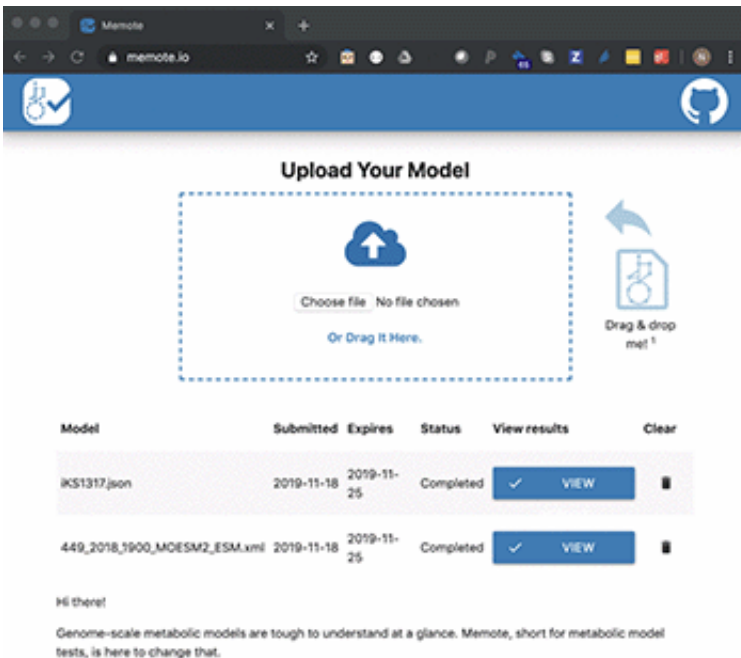 Memote
memote.io
Upload Your Model
Choose file No file chosen
Or Drag It Here.
Drag & drop
me! 1
Model Submitted Expires Status View results Clear
iKS1317.json 2019-11-18 2019-11-25 Completed VIEW
449_2018_1900_MOESM2_ESM.xml 2019-11-18 2019-11-25 Completed VIEW
Hi there!
Genome-scale metabolic models are tough to understand at a glance. Memote, short for metabolic model
tests, is here to change that.